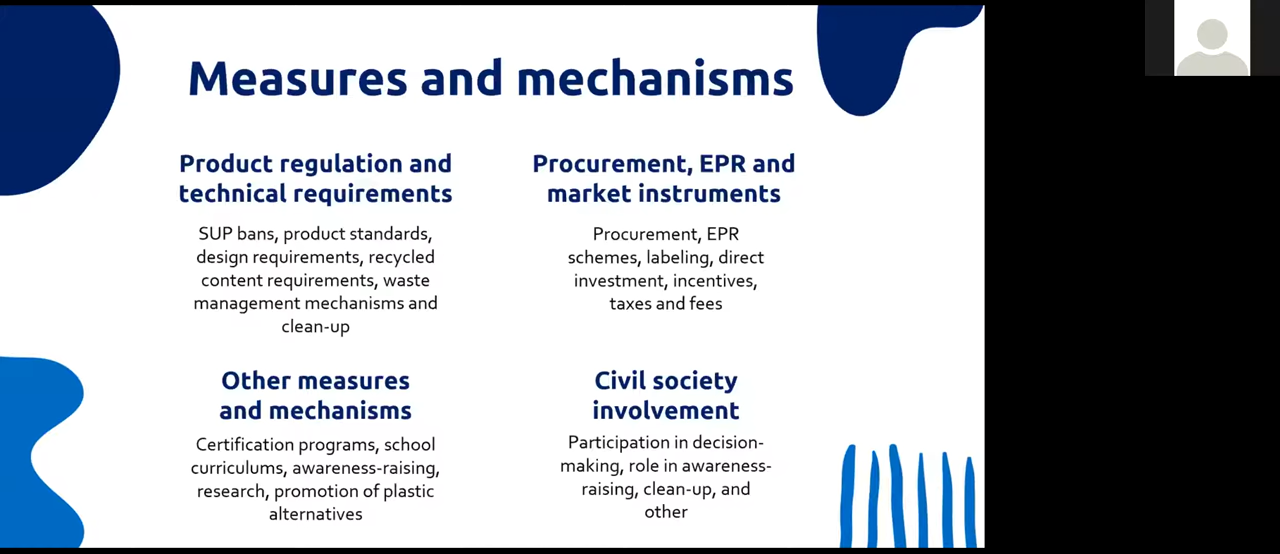 Measures and mechanisms
Product regulation and
technical requirements
SUP bans, product standards,
design requirements, recycled
content requirements, waste
management mechanisms and
clean-up
Procurement, EPR and
market instruments
Procurement, EPR
schemes, labeling, direct
investment, incentives,
taxes and fees
Other measures
and mechanisms
Certification programs, school
curriculums, awareness-raising,
research, promotion of plastic
alternatives
Civil society
involvement
Participation in decision-
making, role in awareness-
raising, clean-up, and
other